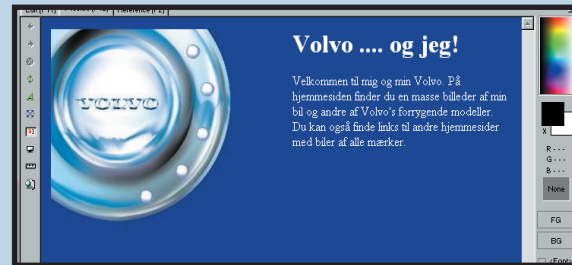 Volvo .... og jeg!
VOLVO
Velkommen til mig og min Volvo. På
hjemmesiden finder du en masse billeder af min
bil og andre af Volvo's forrygende modeller.
Du kan også finde links til andre hjemmesider
med biler af alle mærker.
X
R - - -
G - - -
B - - -
None
FG
BG